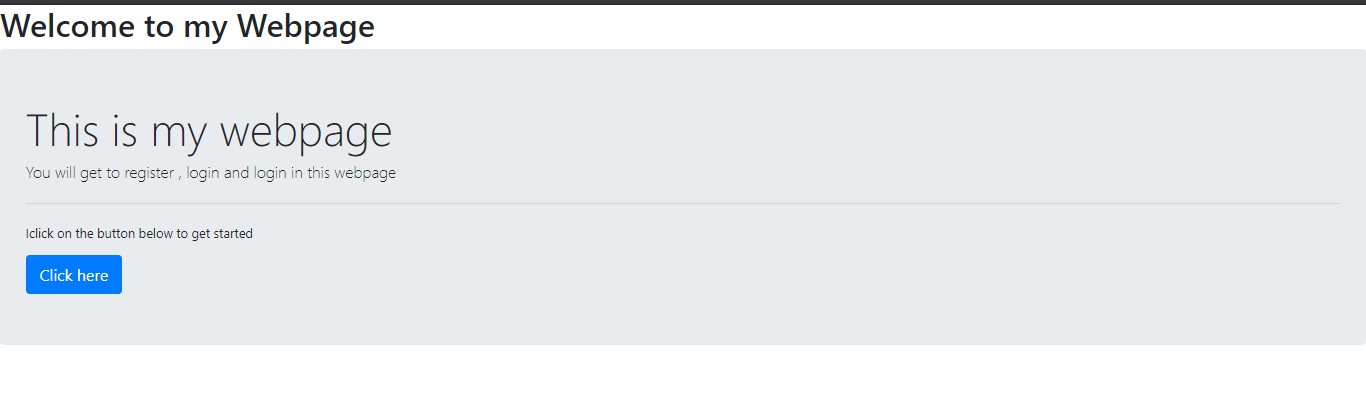 Welcome to my Webpage
This is my webpage
You will get to register , login and login in this webpage
Iclick on the button below to get started
Click here